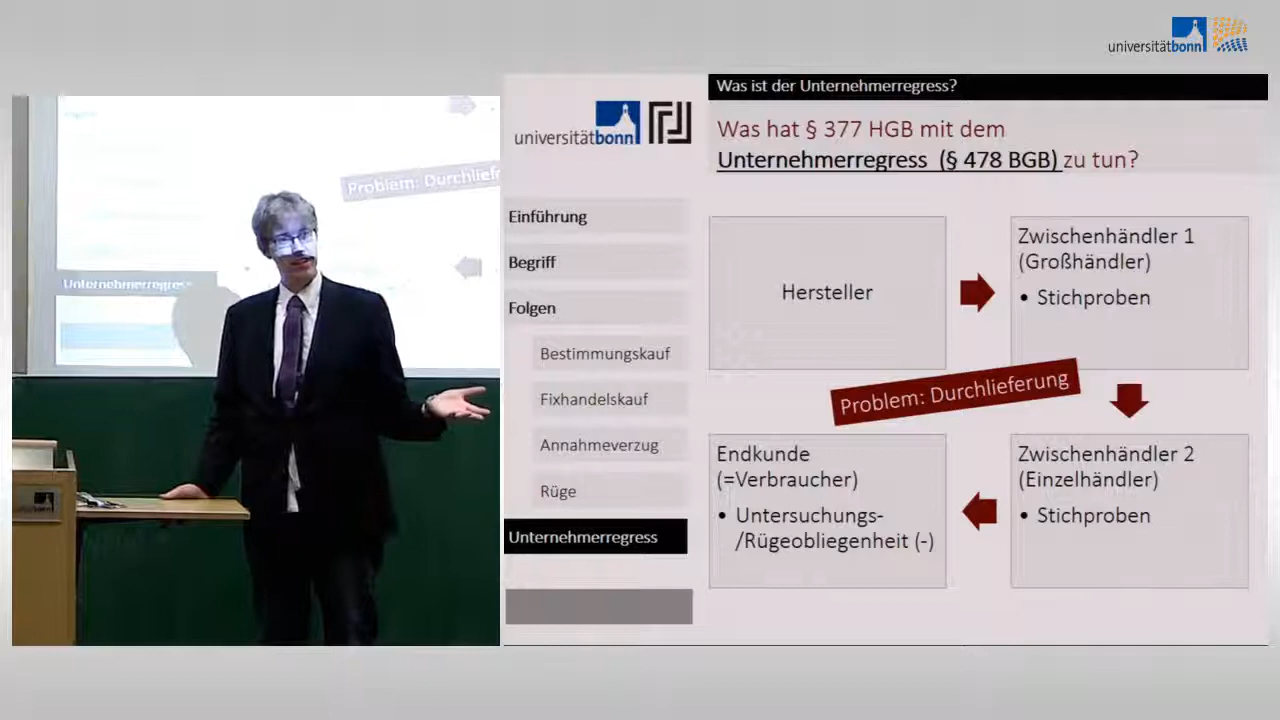 universitätbonn
Problem: Durchlief
Unternehmerregress
universitätbonn
Einführung
Begriff
Folgen
Bestimmungskauf
Fixhandelskauf
Annahmeverzug
Rüge
Unternehmerregress
Was ist der Unternehmerregress?
Was hat § 377 HGB mit dem
Unternehmerregress (§ 478 BGB) zu tun?
Hersteller
Zwischenhändler 1
(Großhändler)
• Stichproben
Problem: Durchlieferung
Endkunde
(=Verbraucher)
• Untersuchungs-
/Rügeobliegenheit (-)
Zwischenhändler 2
(Einzelhändler)
• Stichproben